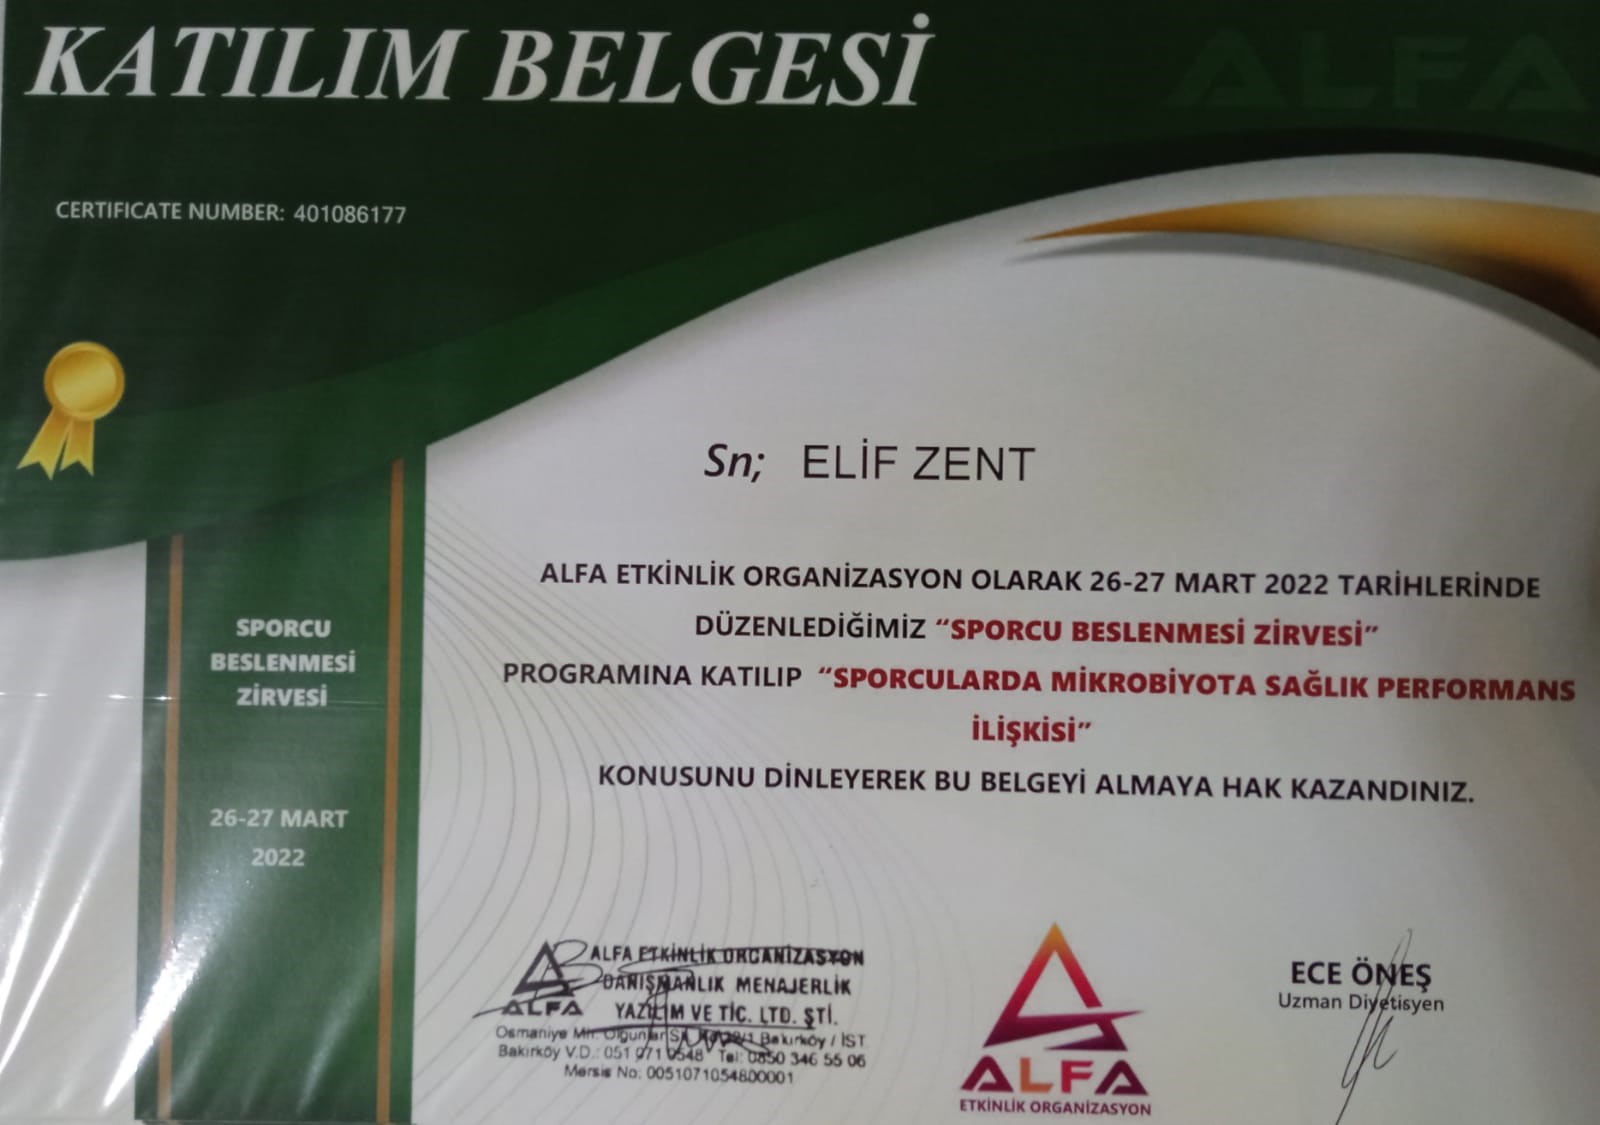 KATILIM BELGESİ
ALFA
CERTIFICATE NUMBER: 401086177
Sn; ELİF ZENT
ALFA ETKİNLİK ORGANİZASYON OLARAK 26-27 MART 2022 TARİHLERİNDE
DÜZENLEDİĞİMİZ “SPORCU BESLENMESİ ZİRVESİ”
PROGRAMINA KATILIP “SPORCULARDA MİKROBİYOTA SAĞLIK PERFORMANS
İLİŞKİSİ”
KONUSUNU DİNLEYEREK BU BELGEYİ ALMAYA HAK KAZANDINIZ.
SPORCU
BESLENMESİ
ZİRVESİ
26-27 MART
2022
ALFA ETKİNLİK ORGANİZASYON
DANIŞMANLIK MENAJERLİK
ALFA
YAZILIM VE TİC. LTD. ŞTİ.
Osmaniye Mh. Olgunlar Bakırköy / İST
Bakırköy V.D.: 051 071 0548 Tel: 0850 346 55 06
Mersis No: 0051071054800001
ALFA
ETKİNLİK ORGANİZASYON
ECE ÖNEŞ
Uzman Diyetisyen